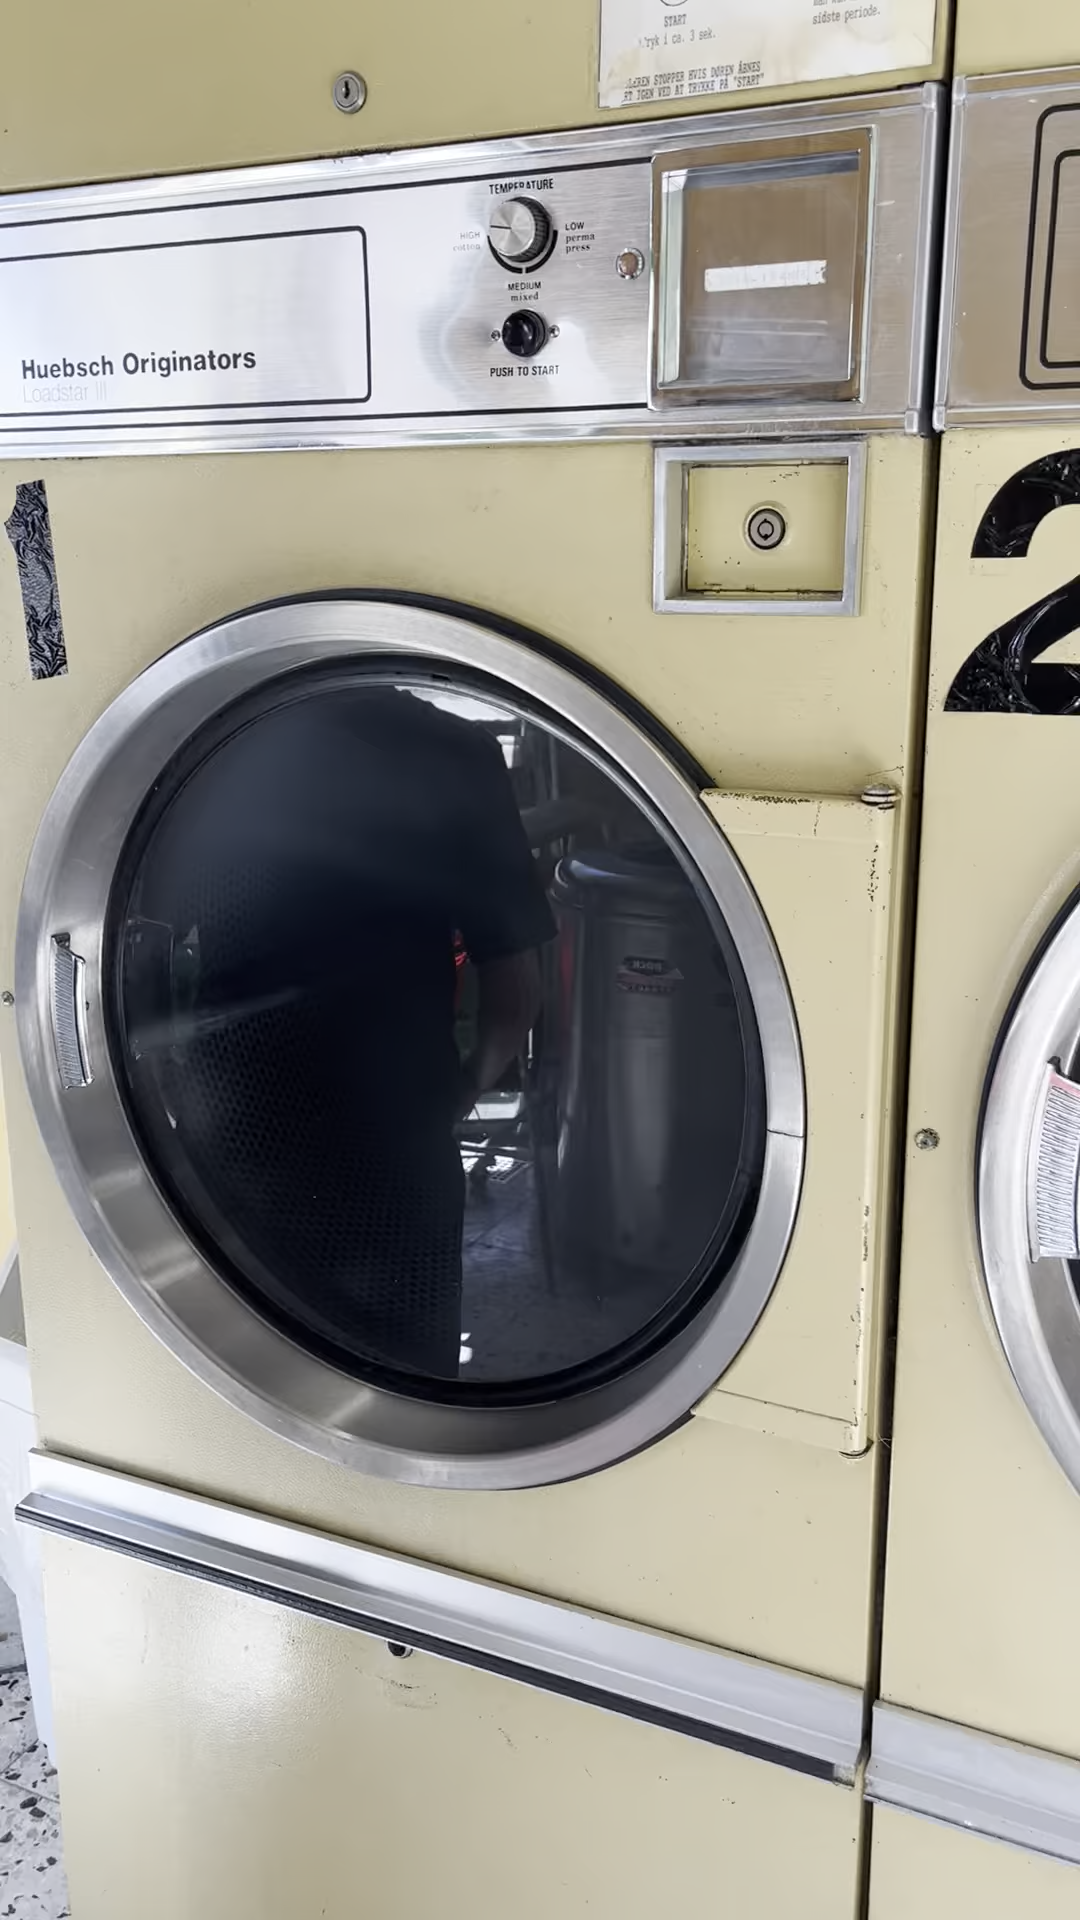 START
sidste periode.
Tryk i ca. 3 sek.
STOPPER HVIS DØREN ÅBNES
IGEN VED AT TRYKKE PÅ "START"
TEMPERATURE
HIGH
cotton
LOW
perma
press
MEDIUM
mixed
PUSH TO START
Huebsch Originators
Loadstar III
1
2